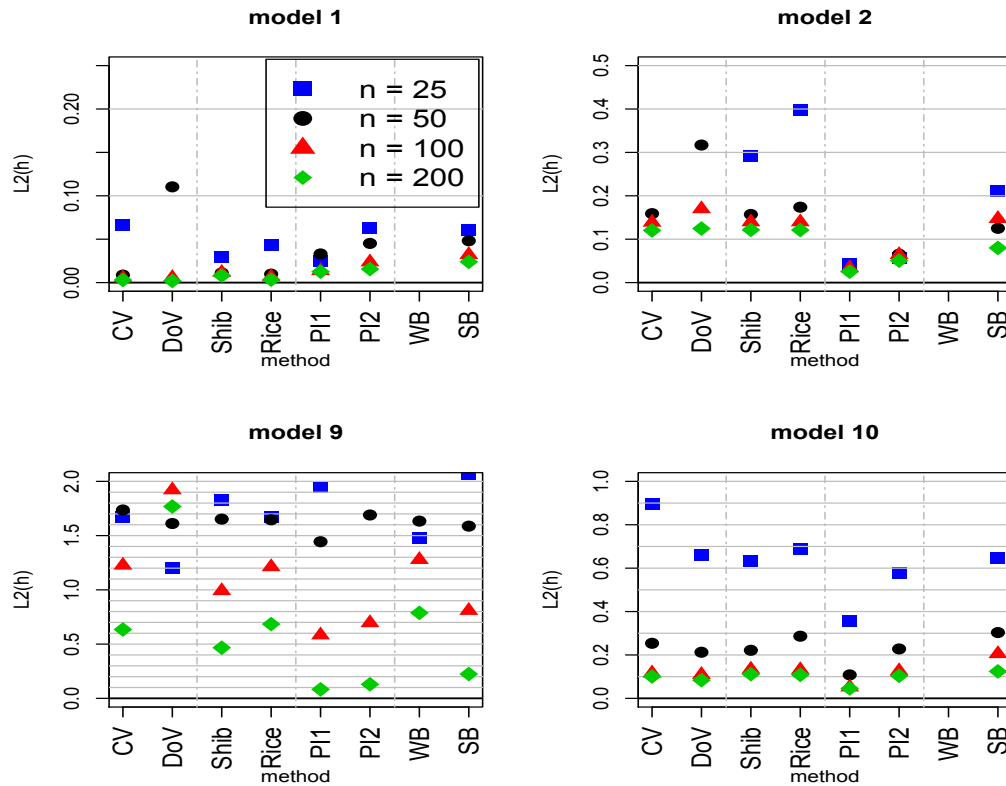 model 1
L2(h)
0.00
0.10
0.20
n = 25
n = 50
n = 100
n = 200
CV
DoV
Shib
Rice
PI1
PI2
WB
SB
method
model 2
L2(h)
0.0
0.1
0.2
0.3
0.4
0.5
CV
DoV
Shib
Rice
PI1
PI2
WB
SB
method
model 9
L2(h)
0.0
0.5
1.0
1.5
2.0
CV
DoV
Shib
Rice
PI1
PI2
WB
SB
method
model 10
L2(h)
0.0
0.2
0.4
0.6
0.8
1.0
CV
DoV
Shib
Rice
PI1
PI2
WB
SB
method